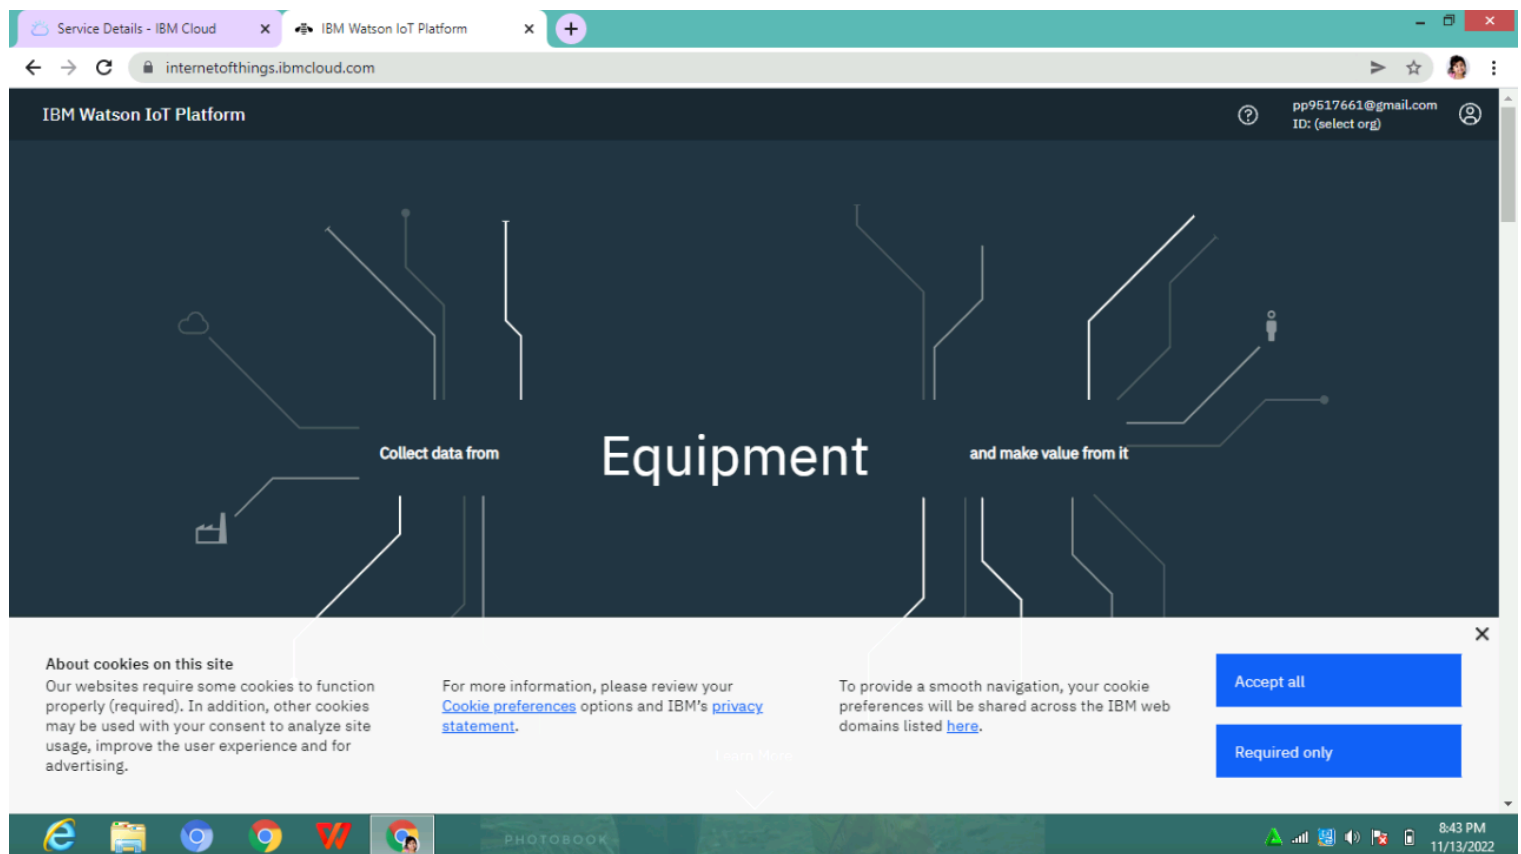 Service Details - IBM Cloud
IBM Watson IoT Platform
internetofthings.ibmcloud.com
IBM Watson IoT Platform
pp9517661@gmail.com
ID: (select org)
Collect data from
Equipment
and make value from it
About cookies on this site
Our websites require some cookies to function
properly (required). In addition, other cookies
may be used with your consent to analyze site
usage, improve the user experience and for
advertising.
For more information, please review your
Cookie preferences options and IBM's privacy
statement.
To provide a smooth navigation, your cookie
preferences will be shared across the IBM web
domains listed here.
Accept all
Required only
Learn More
PHOTOBOOK
8:43 PM
11/13/2022